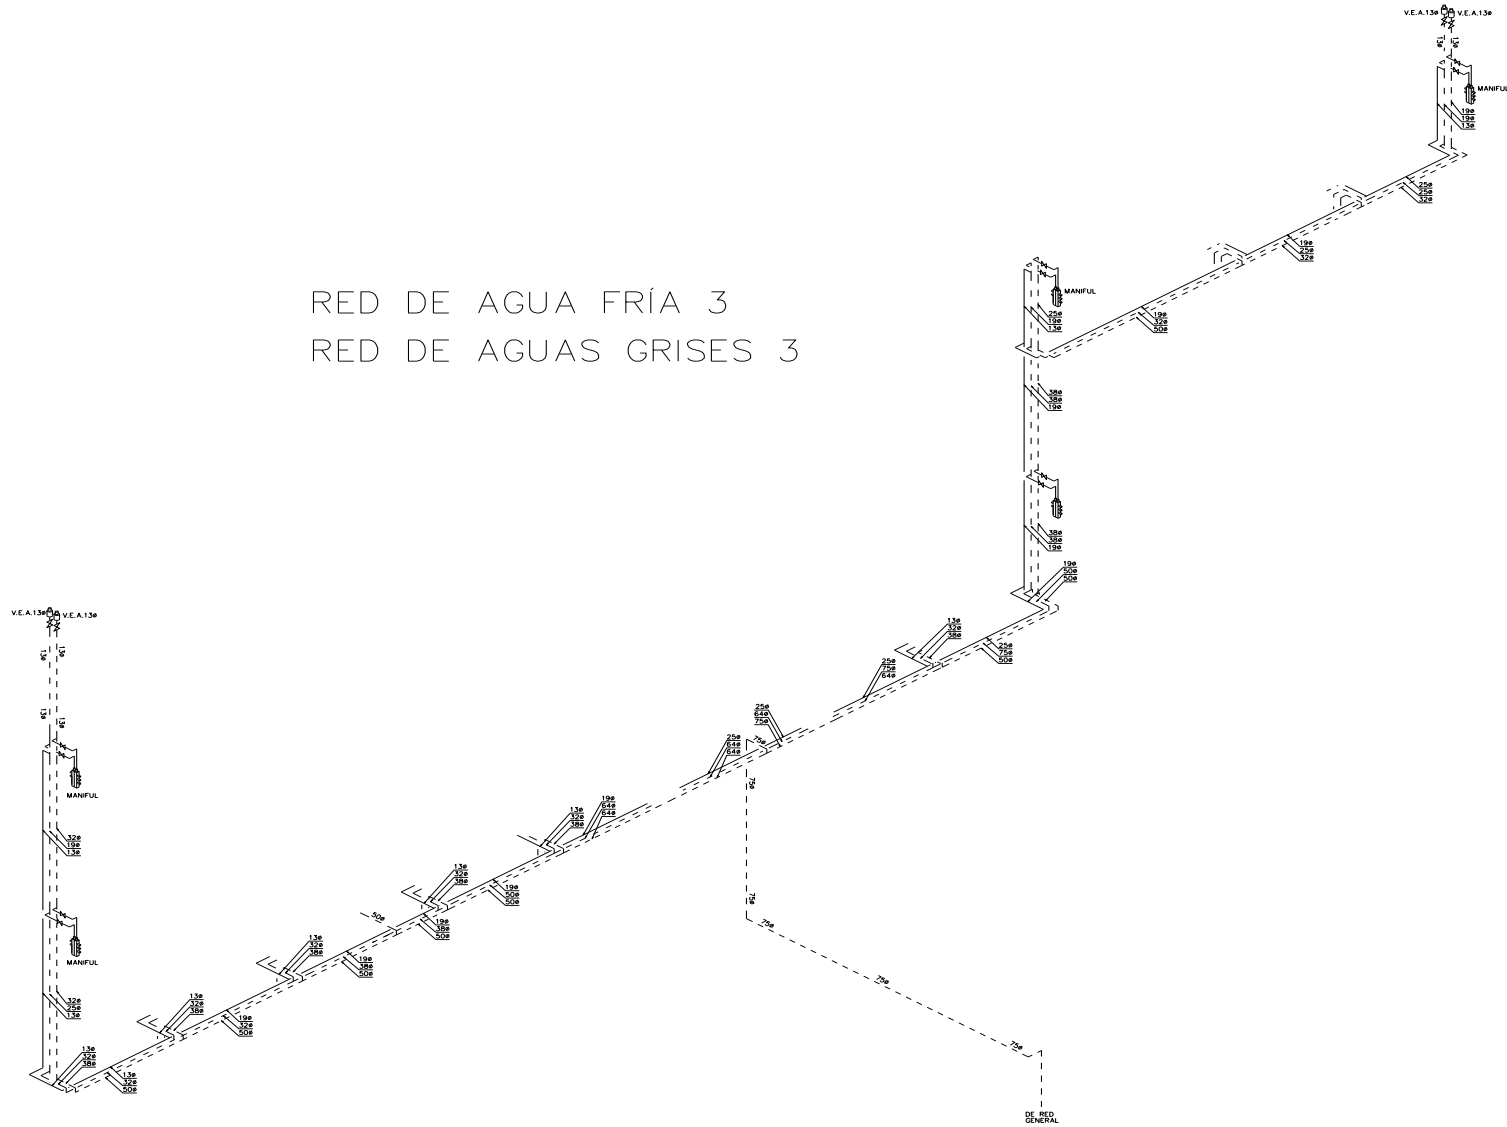 V.E.A.13ø V.E.A.13ø
13ø
13ø
MANIFUL
19ø
19ø
13ø
25ø
25ø
32ø
19ø
25ø
32ø
MANIFUL
25ø
19ø
13ø
19ø
32ø
50ø
RED DE AGUA FRÍA 3
RED DE AGUAS GRISES 3
38ø
38ø
19ø
38ø
38ø
19ø
19ø
50ø
50ø
V.E.A.13ø V.E.A.13ø
13ø
13ø
13ø
32ø
38ø
25ø
75ø
50ø
25ø
75ø
64ø
25ø
64ø
75ø
75ø
25ø
64ø
64ø
13ø
13ø
75ø
MANIFUL
19ø
64ø
64ø
13ø
32ø
38ø
32ø
19ø
13ø
13ø
32ø
38ø
19ø
50ø
50ø
75ø
50ø
19ø
38ø
50ø
75ø
13ø
32ø
38ø
MANIFUL
19ø
38ø
50ø
75ø
32ø
25ø
13ø
13ø
32ø
38ø
19ø
32ø
50ø
75ø
13ø
32ø
38ø
13ø
32ø
50ø
DE RED
GENERAL